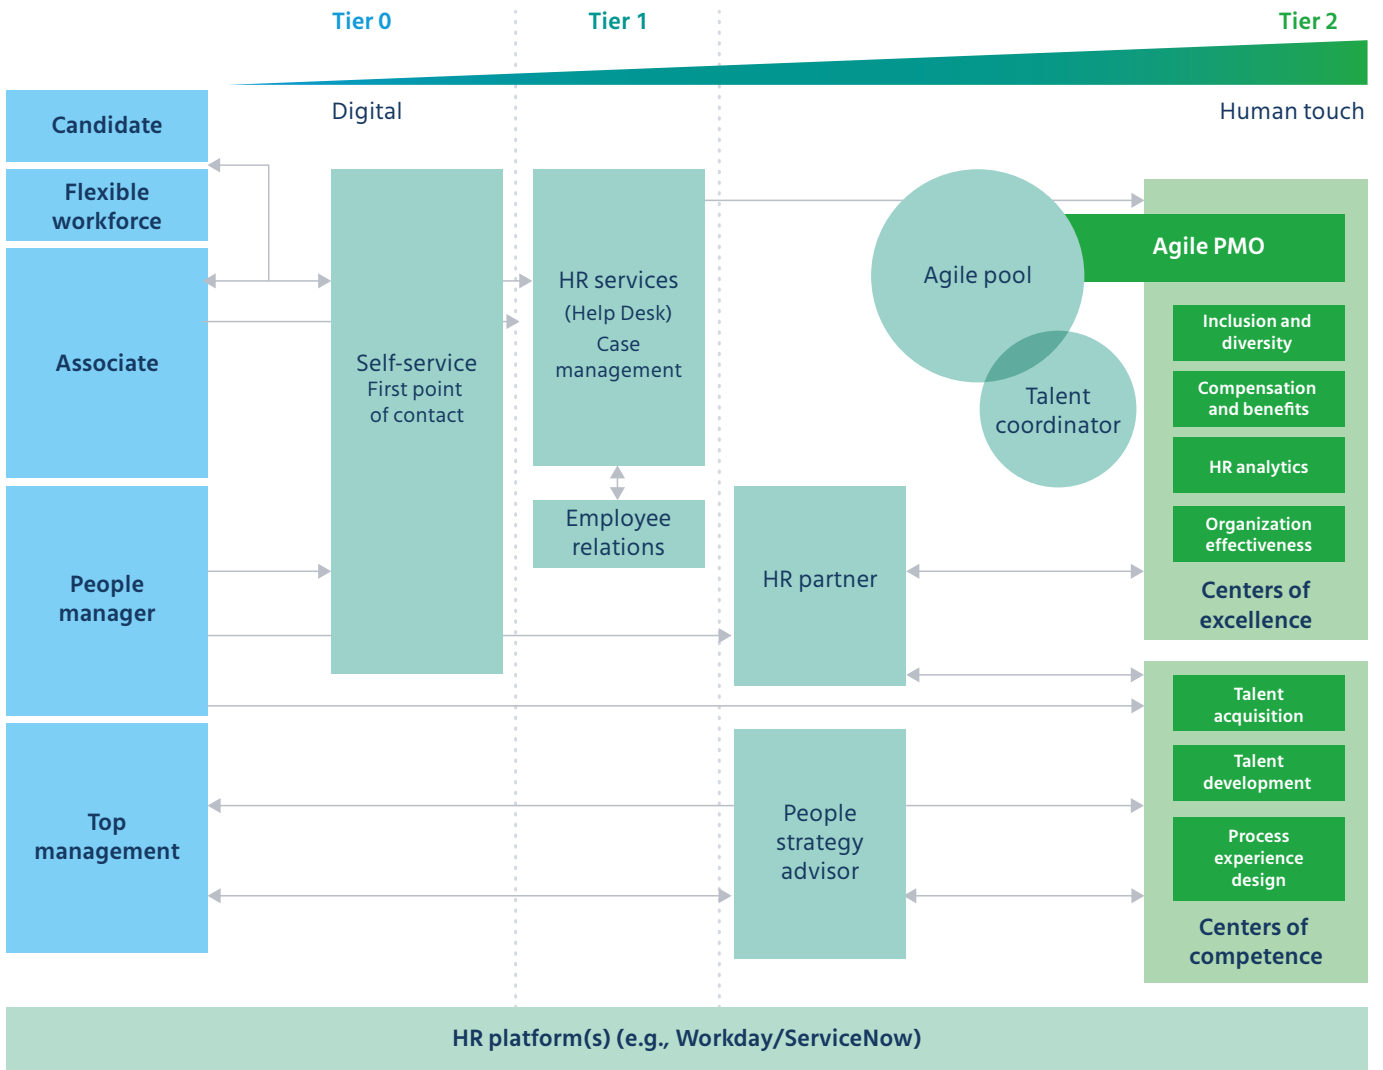 Tier 0
Tier 1
Tier 2
Digital
Human touch
Candidate
Flexible
workforce
Associate
People
manager
Top
management
Self-service
First point
of contact
HR services
(Help Desk)
Case
management
Employee
relations
HR partner
People
strategy
advisor
Agile pool
Talent
coordinator
Agile PMO
Inclusion and
diversity
Compensation
and benefits
HR analytics
Organization
effectiveness
Centers of
excellence
Talent
acquisition
Talent
development
Process
experience
design
Centers of
competence
HR platform(s) (e.g., Workday/ServiceNow)